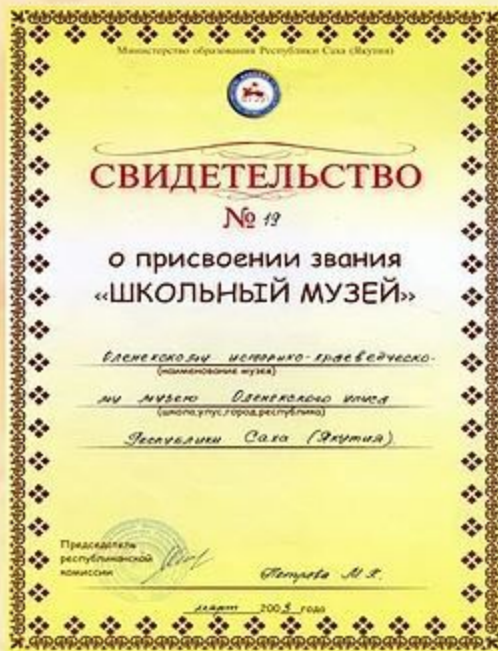 Министерство образования Республики Саха (Якутия)
СВИДЕТЕЛЬСТВО
№ 19
о присвоении звания
«ШКОЛЬНЫЙ МУЗЕЙ»
Оленекскому историко-краеведческо-
(наименование музея)
му музею Оленекского улуса
(школа,улус,город,республика)
Республики Саха (Якутия).
Председатель
республиканской
комиссии
Петрова М.
март 2003 года